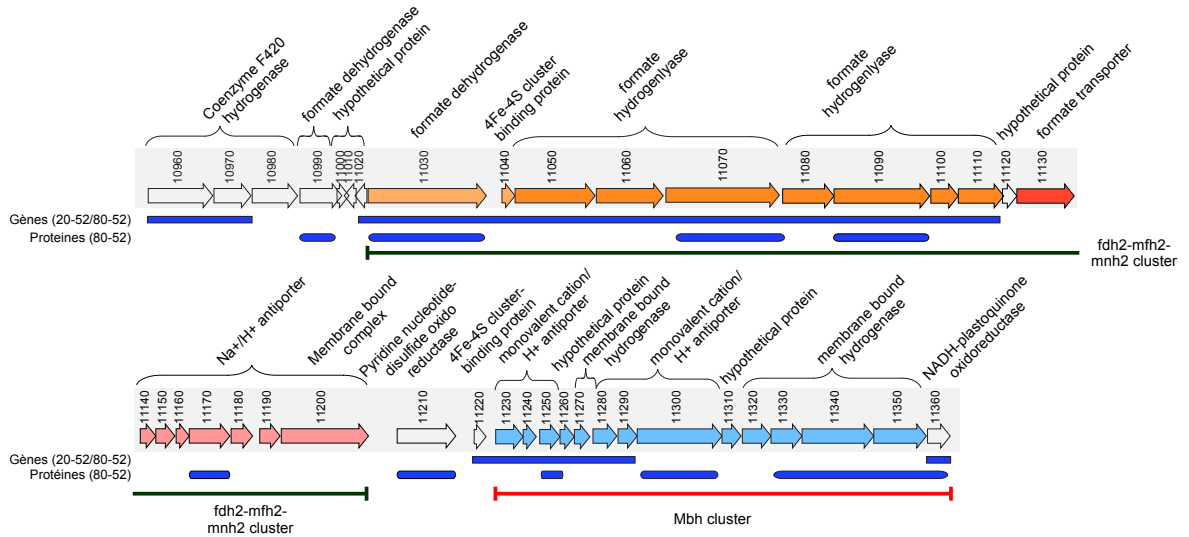 Coenzyme F420
hydrogenase
formate dehydrogenase
hypothetical protein
formate dehydrogenase
4Fe-4S cluster
binding protein
formate
hydrogenlyase
formate
hydrogenlyase
hypothetical protein
formate transporter
10960
10970
10980
10990
11000
11010
11020
11030
11040
11050
11060
11070
11080
11090
11100
11110
11120
11130
Gènes (20-52/80-52)
Proteines (80-52)
fdh2-mfh2-
mnh2 cluster
Na+/H+ antiporter
Membrane bound
complex
Pyridine nucleotide-
disulfide oxido
reductase
4Fe-4S cluster-
binding protein
monovalent cation/
H+ antiporter
hypothetical protein
membrane bound
hydrogenase
monovalent cation/
H+ antiporter
hypothetical protein
membrane bound
hydrogenase
NADH-plastoquinone
oxidoreductase
11140
11150
11160
11170
11180
11190
11200
11210
11220
11230
11240
11250
11260
11270
11280
11290
11300
11310
11320
11330
11340
11350
11360
Gènes (20-52/80-52)
Protéines (80-52)
fdh2-mfh2-
mnh2 cluster
Mbh cluster